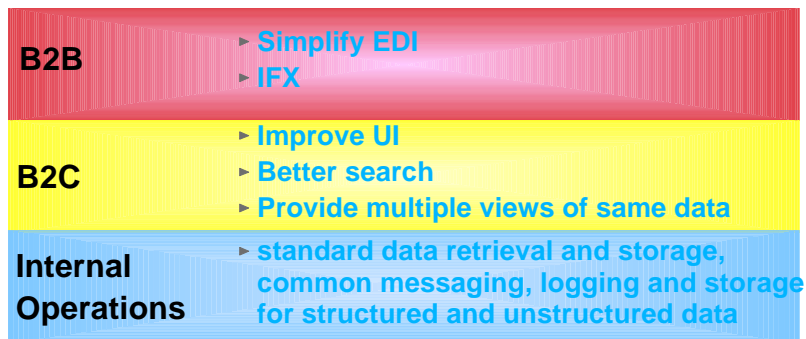 B2B
Simplify EDI
IFX
B2C
Improve UI
Better search
Provide multiple views of same data
Internal
Operations
standard data retrieval and storage,
common messaging, logging and storage
for structured and unstructured data